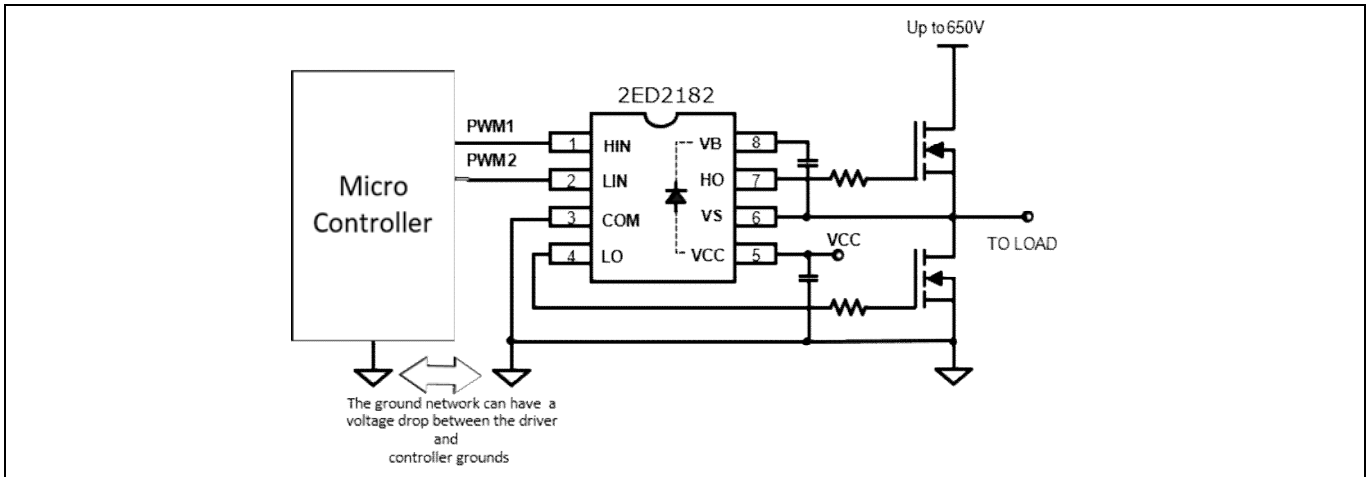 Up to 650V
2ED2182
PWM1
PWM2
Micro
Controller
1 HIN VB 8
2 LIN HO 7
3 COM VS 6
4 LO VCC 5
VCC
TO LOAD
The ground network can have a
voltage drop between the driver
and
controller grounds